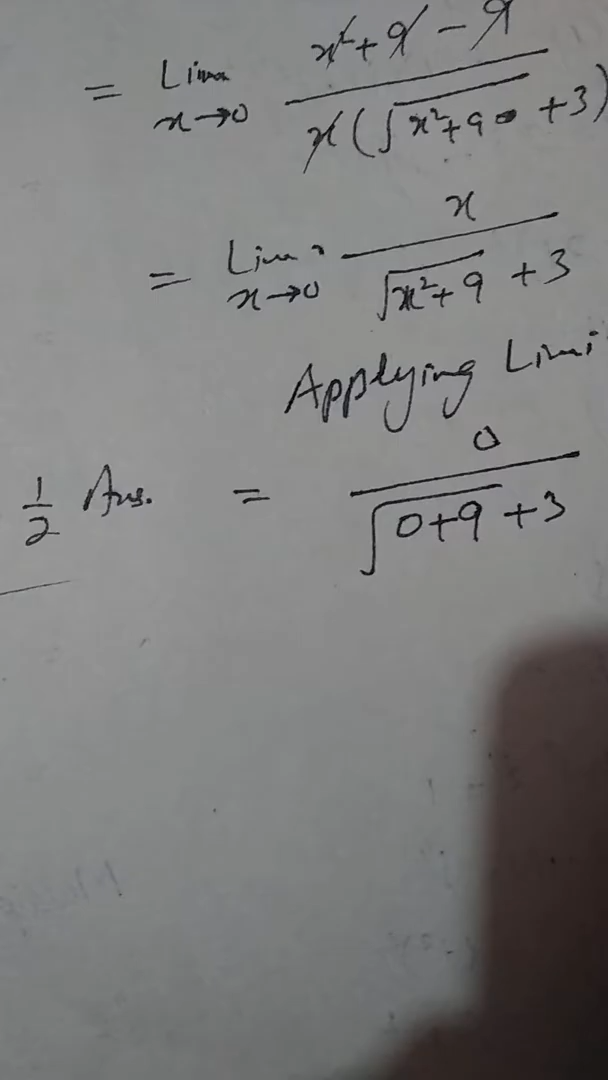 = Lim x→0 (x² + 9 - 9) / (x(√(x²+9) + 3))
= Lim x→0 x / (√(x²+9) + 3)
Applying Limi
1/2 Ans. = 0 / (√(0+9) + 3)